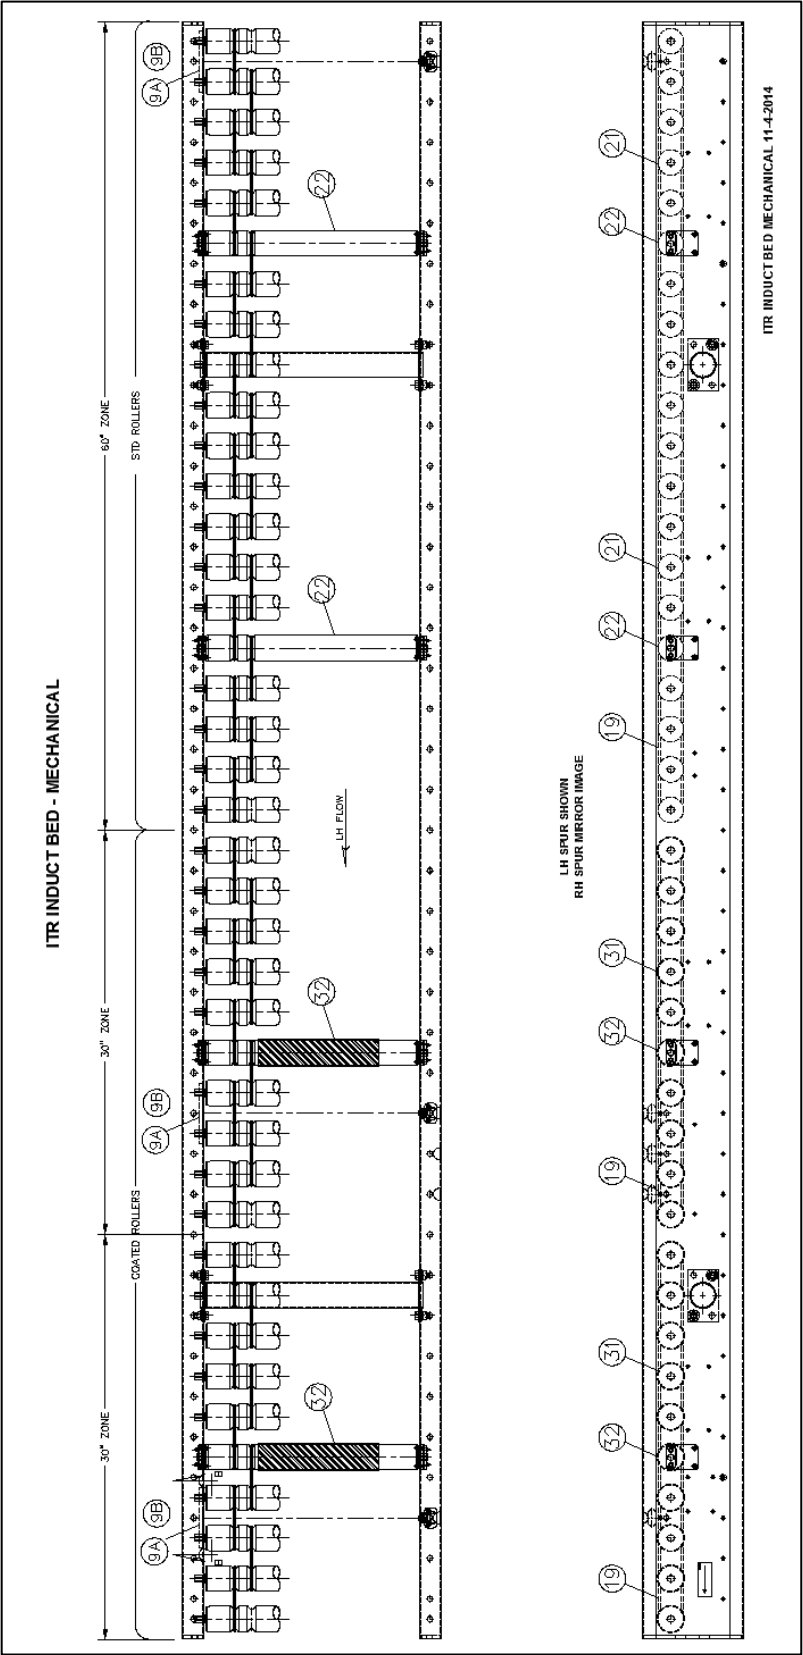 ITR INDUCT BED - MECHANICAL
60" ZONE
30" ZONE
30" ZONE
STD ROLLERS
COATED ROLLERS
9B
9A
9B
9A
9B
9A
B
B
22
22
32
32
LH FLOW
LH SPUR SHOWN
RH SPUR MIRROR IMAGE
21
22
21
22
19
31
32
19
31
32
19
ITR INDUCT BED MECHANICAL 11-4-2014